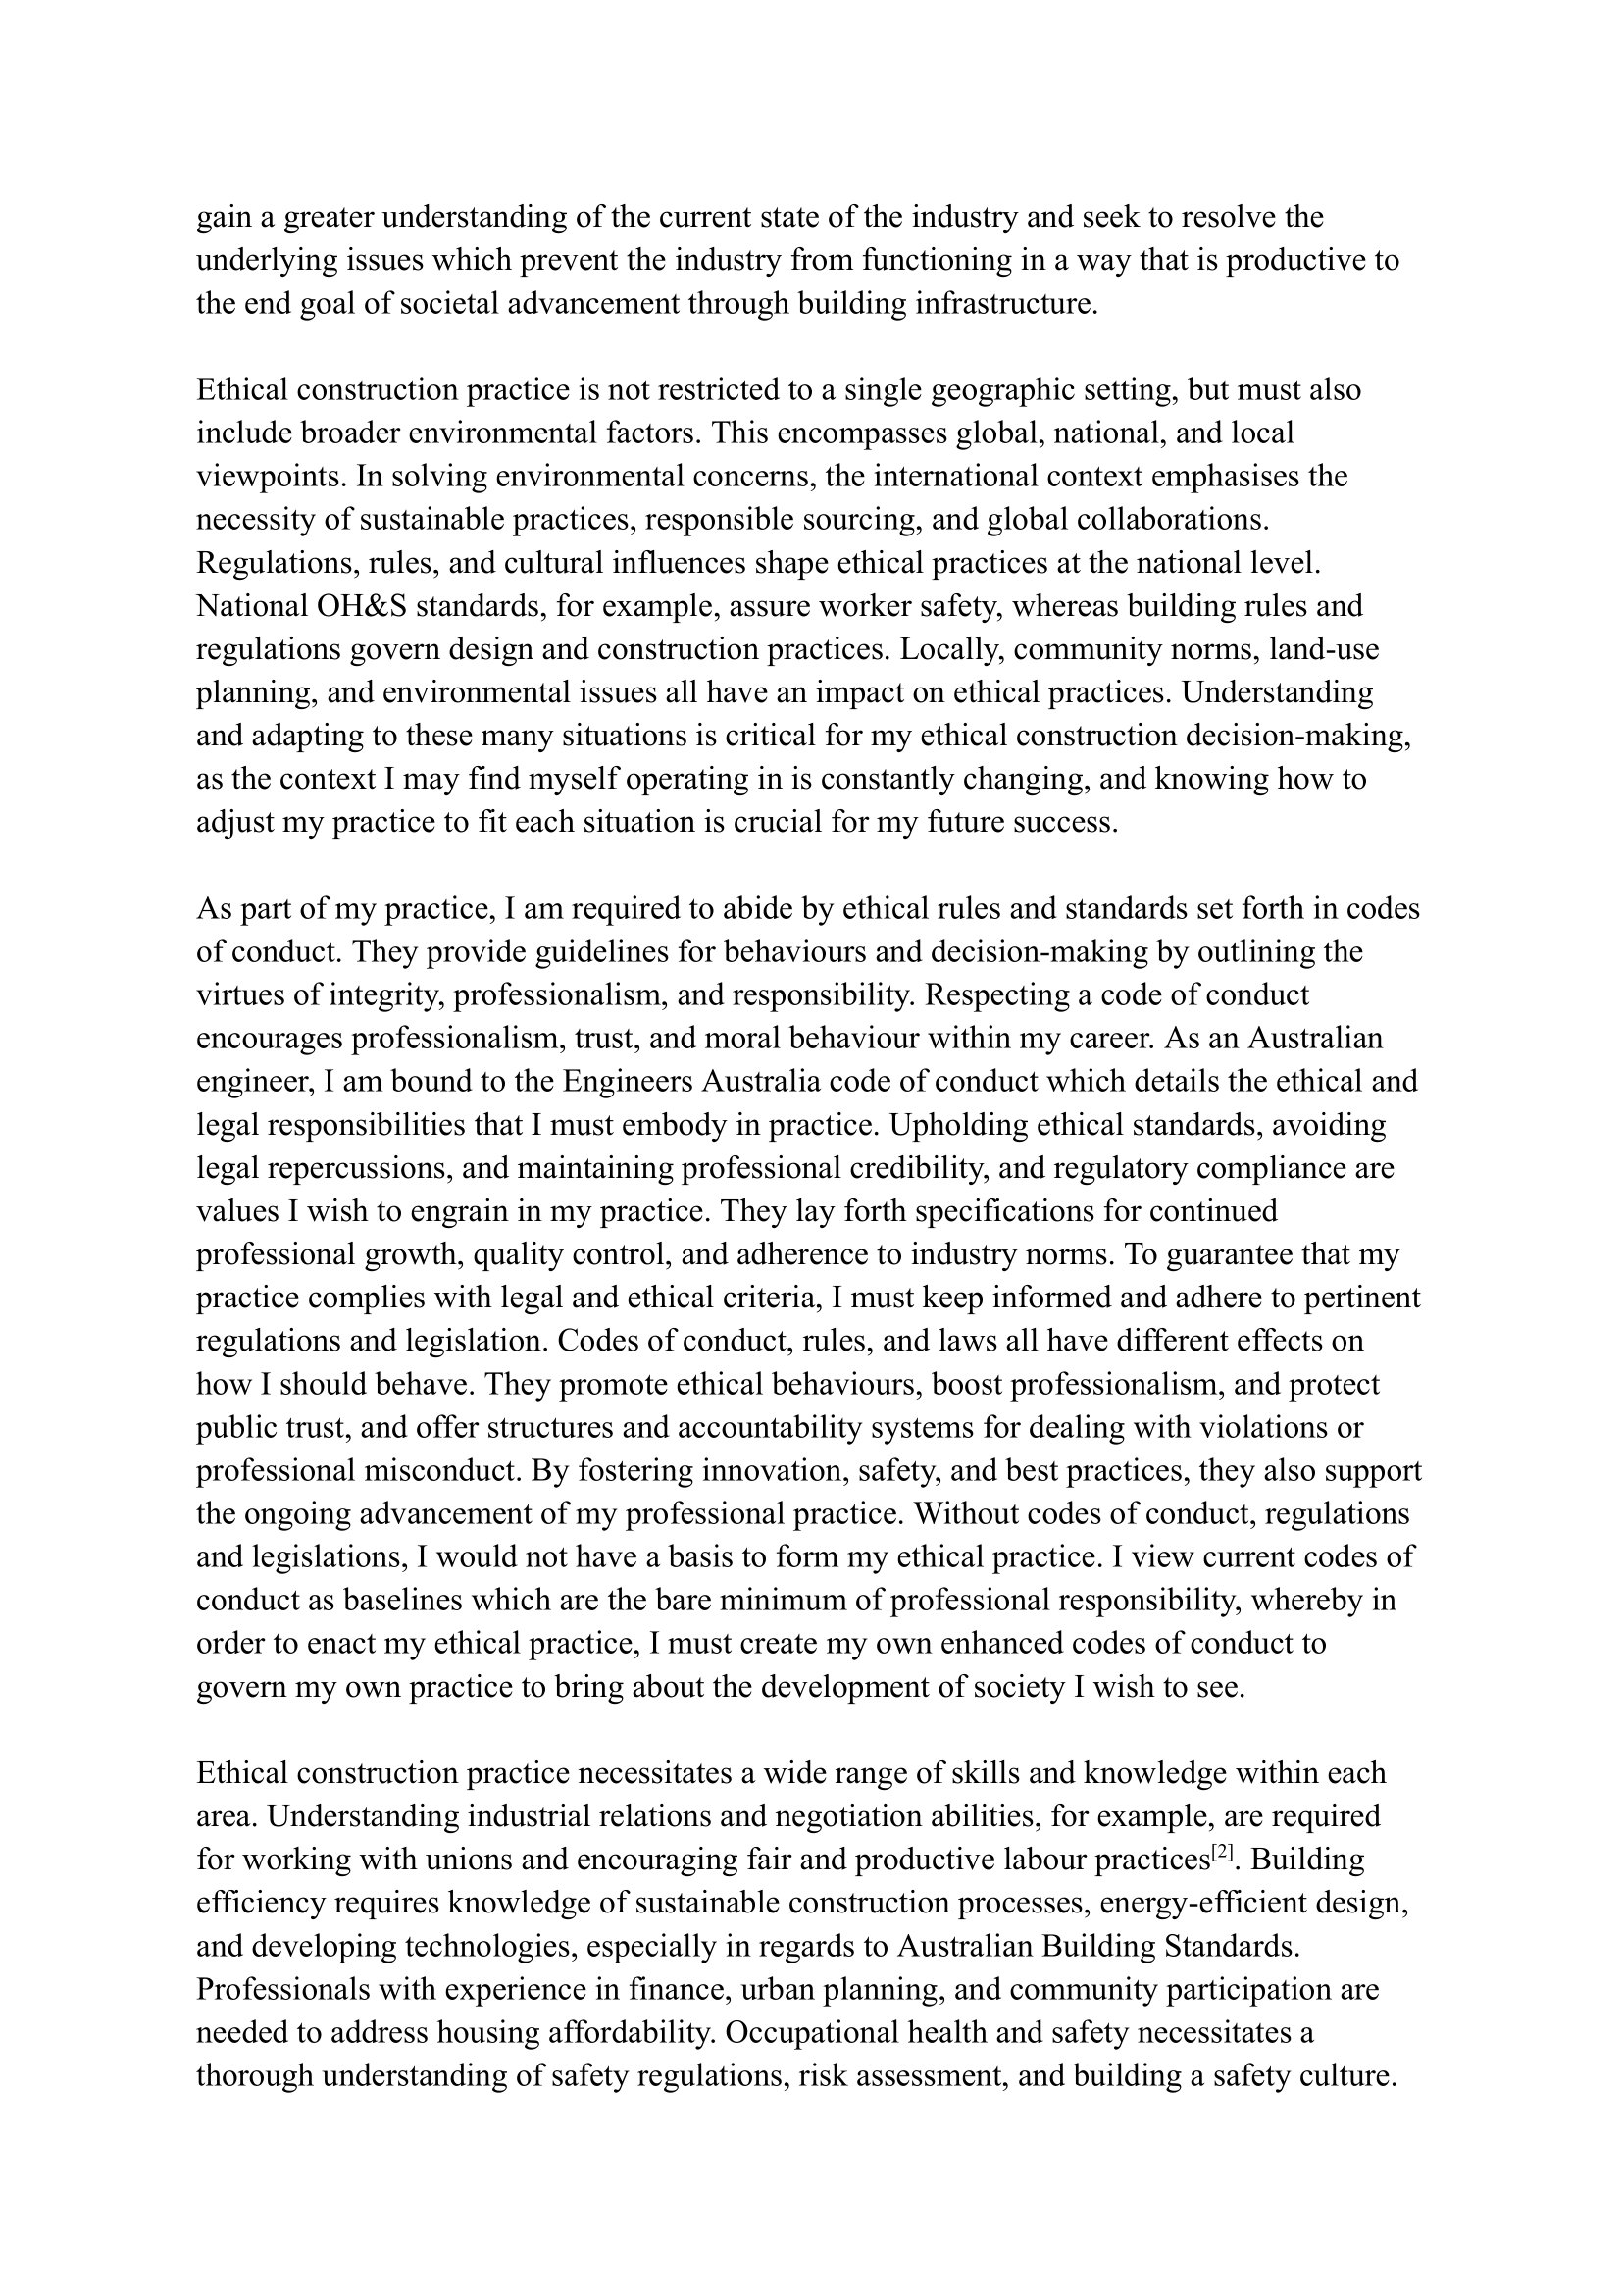 gain a greater understanding of the current state of the industry and seek to resolve the
underlying issues which prevent the industry from functioning in a way that is productive to
the end goal of societal advancement through building infrastructure.
Ethical construction practice is not restricted to a single geographic setting, but must also
include broader environmental factors. This encompasses global, national, and local
viewpoints. In solving environmental concerns, the international context emphasises the
necessity of sustainable practices, responsible sourcing, and global collaborations.
Regulations, rules, and cultural influences shape ethical practices at the national level.
National OH&S standards, for example, assure worker safety, whereas building rules and
regulations govern design and construction practices. Locally, community norms, land-use
planning, and environmental issues all have an impact on ethical practices. Understanding
and adapting to these many situations is critical for my ethical construction decision-making,
as the context I may find myself operating in is constantly changing, and knowing how to
adjust my practice to fit each situation is crucial for my future success.
As part of my practice, I am required to abide by ethical rules and standards set forth in codes
of conduct. They provide guidelines for behaviours and decision-making by outlining the
virtues of integrity, professionalism, and responsibility. Respecting a code of conduct
encourages professionalism, trust, and moral behaviour within my career. As an Australian
engineer, I am bound to the Engineers Australia code of conduct which details the ethical and
legal responsibilities that I must embody in practice. Upholding ethical standards, avoiding
legal repercussions, and maintaining professional credibility, and regulatory compliance are
values I wish to engrain in my practice. They lay forth specifications for continued
professional growth, quality control, and adherence to industry norms. To guarantee that my
practice complies with legal and ethical criteria, I must keep informed and adhere to pertinent
regulations and legislation. Codes of conduct, rules, and laws all have different effects on
how I should behave. They promote ethical behaviours, boost professionalism, and protect
public trust, and offer structures and accountability systems for dealing with violations or
professional misconduct. By fostering innovation, safety, and best practices, they also support
the ongoing advancement of my professional practice. Without codes of conduct, regulations
and legislations, I would not have a basis to form my ethical practice. I view current codes of
conduct as baselines which are the bare minimum of professional responsibility, whereby in
order to enact my ethical practice, I must create my own enhanced codes of conduct to
govern my own practice to bring about the development of society I wish to see.
Ethical construction practice necessitates a wide range of skills and knowledge within each
area. Understanding industrial relations and negotiation abilities, for example, are required
for working with unions and encouraging fair and productive labour practices[2]. Building
efficiency requires knowledge of sustainable construction processes, energy-efficient design,
and developing technologies, especially in regards to Australian Building Standards.
Professionals with experience in finance, urban planning, and community participation are
needed to address housing affordability. Occupational health and safety necessitates a
thorough understanding of safety regulations, risk assessment, and building a safety culture.